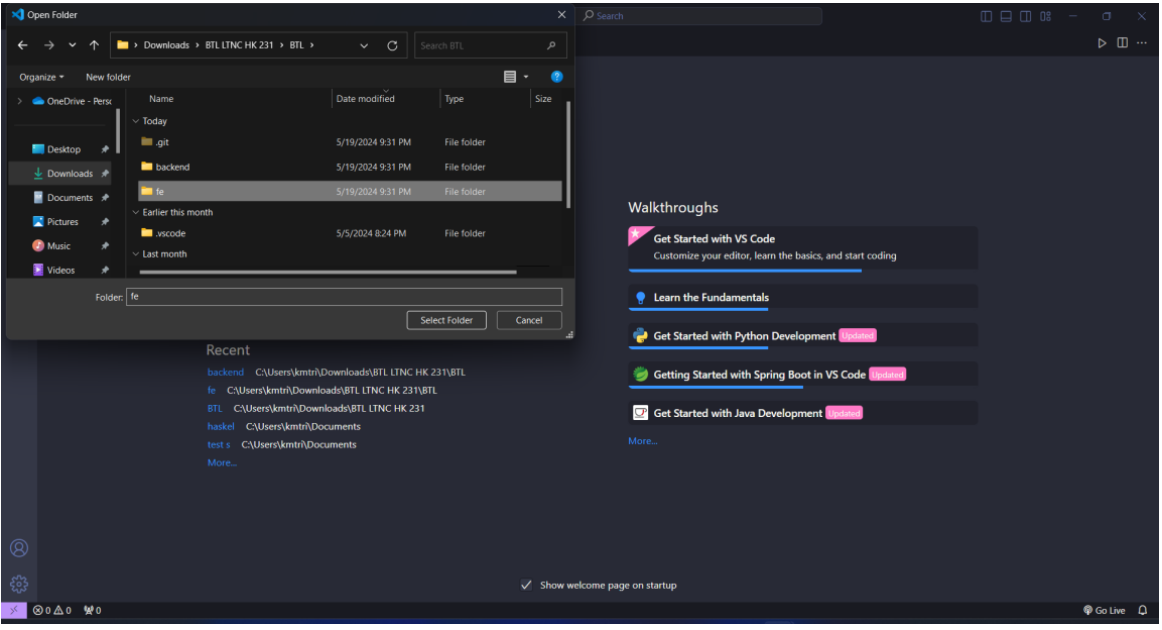 Open Folder
Search
Downloads > BTL LTNC HK 231 > BTL >
Search BTL
Organize
New folder
Name Date modified Type Size
OneDrive - Perso
Today
.git 5/19/2024 9:31 PM File folder
backend 5/19/2024 9:31 PM File folder
fe 5/19/2024 9:31 PM File folder
Earlier this month
.vscode 5/5/2024 8:24 PM File folder
Last month
Desktop
Downloads
Documents
Pictures
Music
Videos
Folder: fe
Select Folder Cancel
Recent
backend C:\Users\kmtri\Downloads\BTL LTNC HK 231\BTL
fe C:\Users\kmtri\Downloads\BTL LTNC HK 231\BTL
BTL C:\Users\kmtri\Downloads\BTL LTNC HK 231
haskel C:\Users\kmtri\Documents
test s C:\Users\kmtri\Documents
More...
Walkthroughs
Get Started with VS Code
Customize your editor, learn the basics, and start coding
Learn the Fundamentals
Get Started with Python Development Updated
Getting Started with Spring Boot in VS Code Updated
Get Started with Java Development Updated
More...
Show welcome page on startup
0 0 0
Go Live